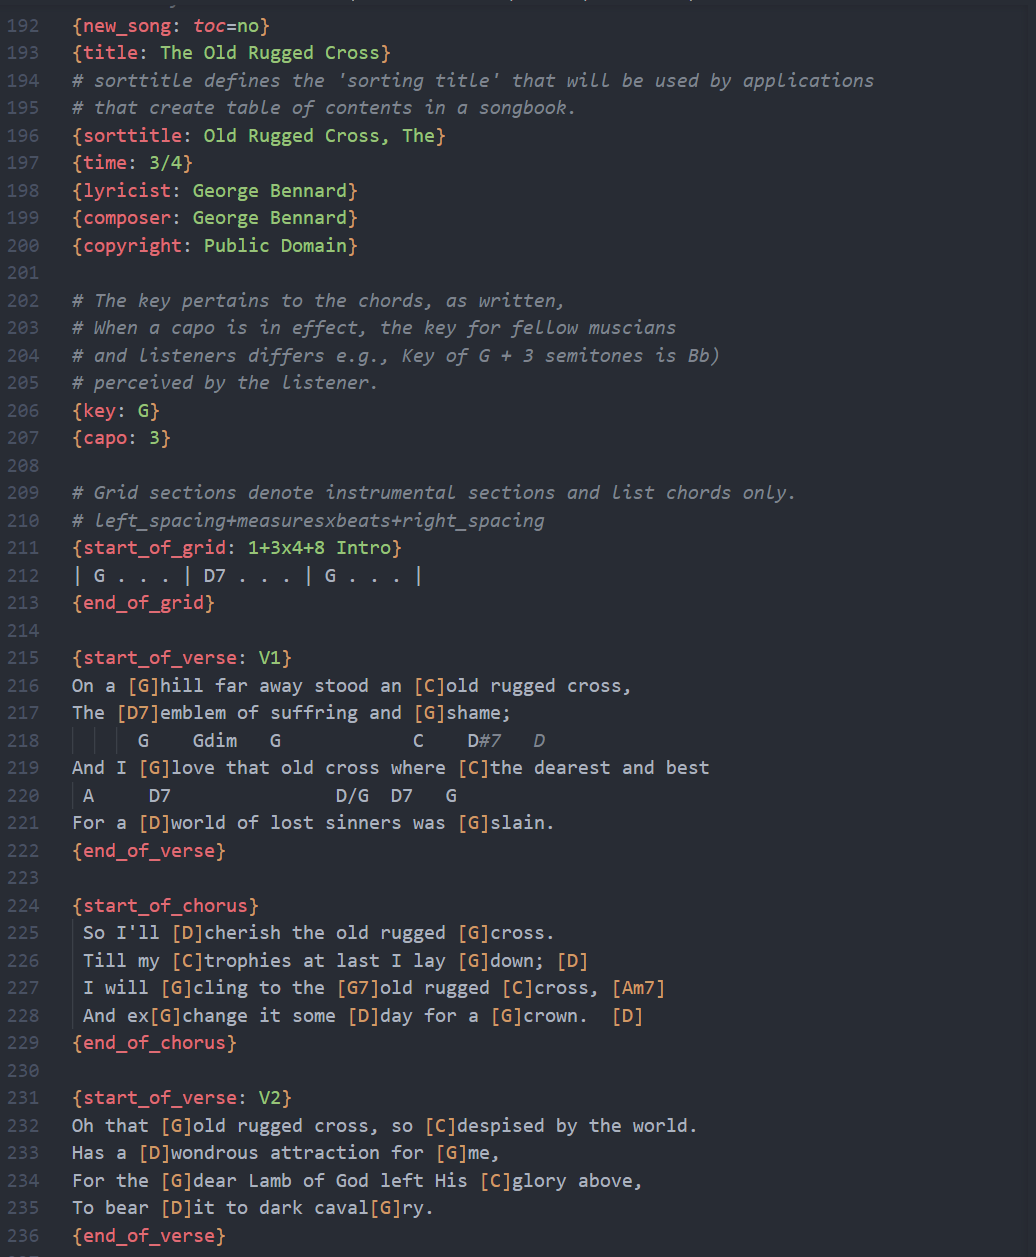 192 {new_song: toc=no}
193 {title: The Old Rugged Cross}
194 # sorttitle defines the 'sorting title' that will be used by applications
195 # that create table of contents in a songbook.
196 {sorttitle: Old Rugged Cross, The}
197 {time: 3/4}
198 {lyricist: George Bennard}
199 {composer: George Bennard}
200 {copyright: Public Domain}
201
202 # The key pertains to the chords, as written,
203 # When a capo is in effect, the key for fellow muscians
204 # and listeners differs e.g., Key of G + 3 semitones is Bb)
205 # perceived by the listener.
206 {key: G}
207 {capo: 3}
208
209 # Grid sections denote instrumental sections and list chords only.
210 # left_spacing+measuresxbeats+right_spacing
211 {start_of_grid: 1+3x4+8 Intro}
212 | G . . . | D7 . . . | G . . . |
213 {end_of_grid}
214
215 {start_of_verse: V1}
216 On a [G]hill far away stood an [C]old rugged cross,
217 The [D7]emblem of suffring and [G]shame;
218       G    Gdim   G            C    D#7   D
219 And I [G]love that old cross where [C]the dearest and best
220  A     D7               D/G  D7   G
221 For a [D]world of lost sinners was [G]slain.
222 {end_of_verse}
223
224 {start_of_chorus}
225  So I'll [D]cherish the old rugged [G]cross.
226  Till my [C]trophies at last I lay [G]down; [D]
227  I will [G]cling to the [G7]old rugged [C]cross, [Am7]
228  And ex[G]change it some [D]day for a [G]crown.  [D]
229 {end_of_chorus}
230
231 {start_of_verse: V2}
232 Oh that [G]old rugged cross, so [C]despised by the world.
233 Has a [D]wondrous attraction for [G]me,
234 For the [G]dear Lamb of God left His [C]glory above,
235 To bear [D]it to dark caval[G]ry.
236 {end_of_verse}